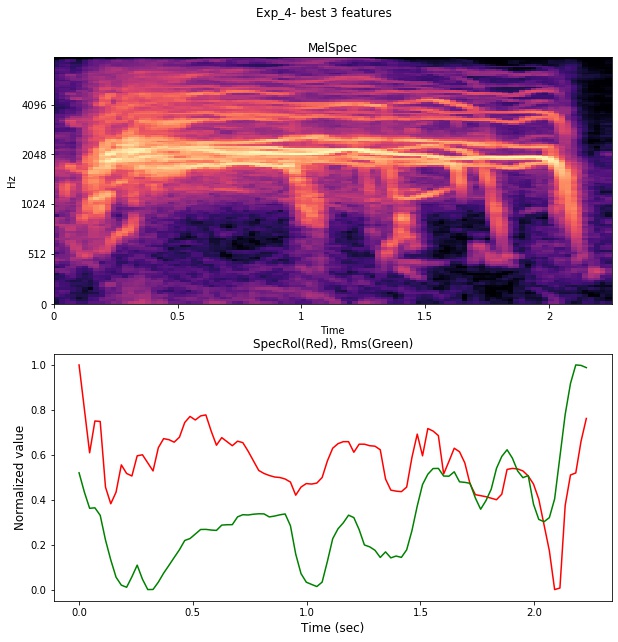 Exp_4- best 3 features
MelSpec
4096
2048
1024
512
0
Hz
0 0.5 1 1.5 2
Time
SpecRol(Red), Rms(Green)
1.0
0.8
0.6
0.4
0.2
0.0
Normalized value
0.0 0.5 1.0 1.5 2.0
Time (sec)